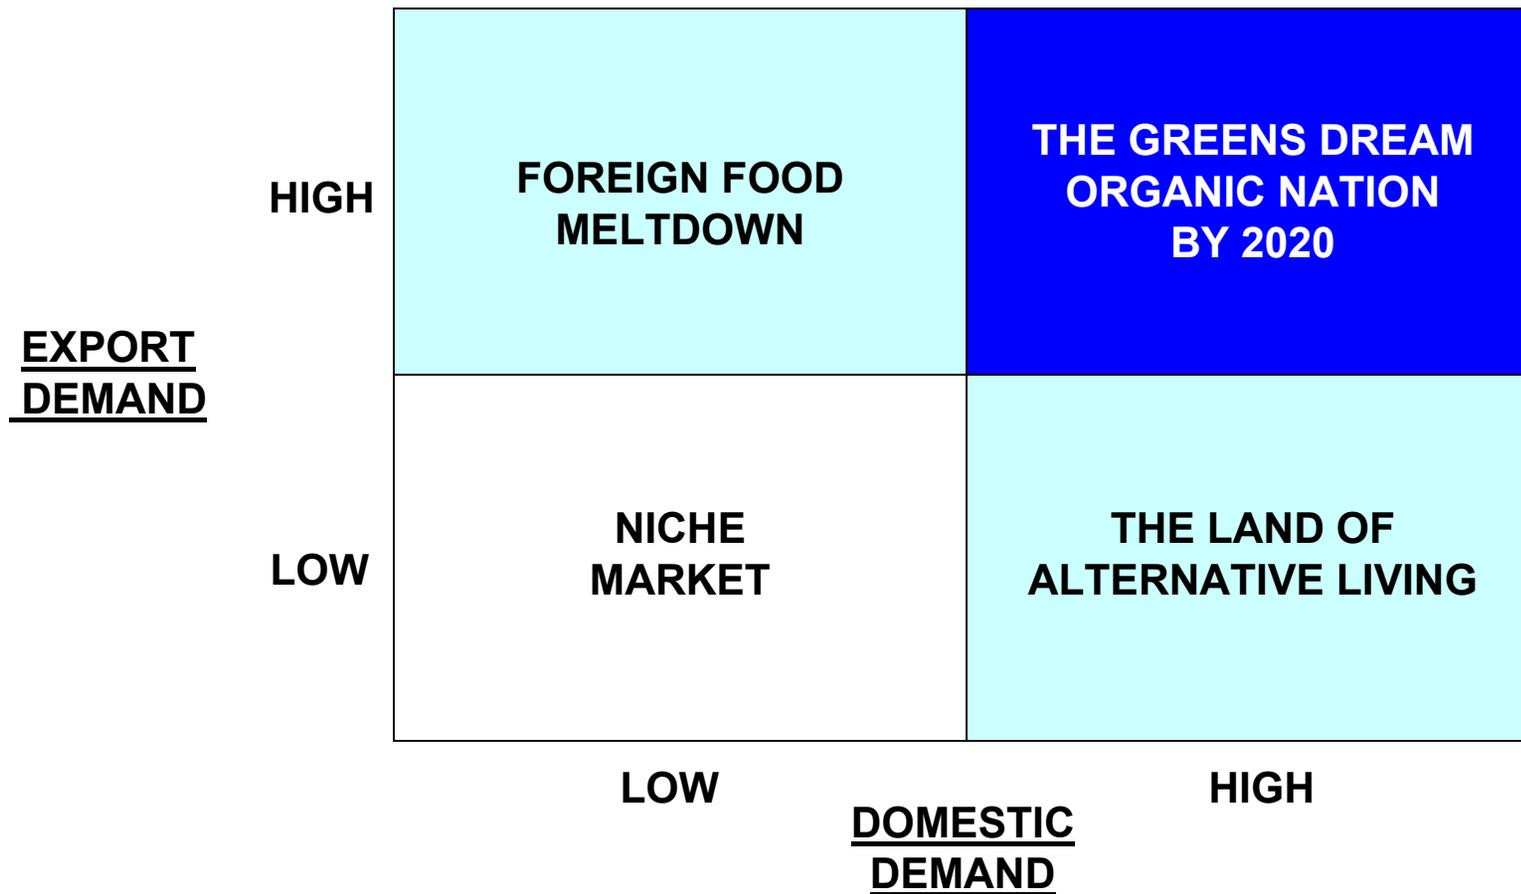 FOREIGN FOOD
MELTDOWN
THE GREENS DREAM
ORGANIC NATION
BY 2020
HIGH
EXPORT
DEMAND
NICHE
MARKET
THE LAND OF
ALTERNATIVE LIVING
LOW
LOW
HIGH
DOMESTIC
DEMAND